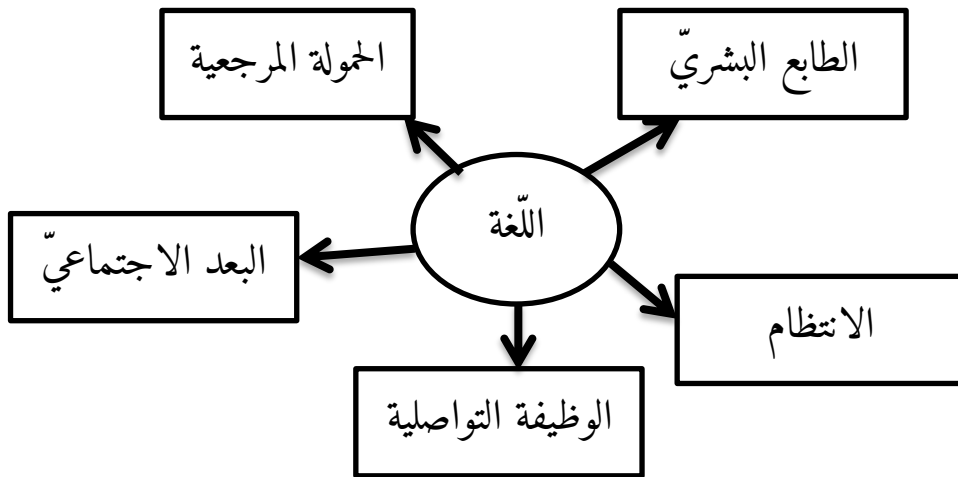 الطابع البشريّ
الحمولة المرجعية
اللّغة
البعد الاجتماعيّ
الانتظام
الوظيفة التواصلية